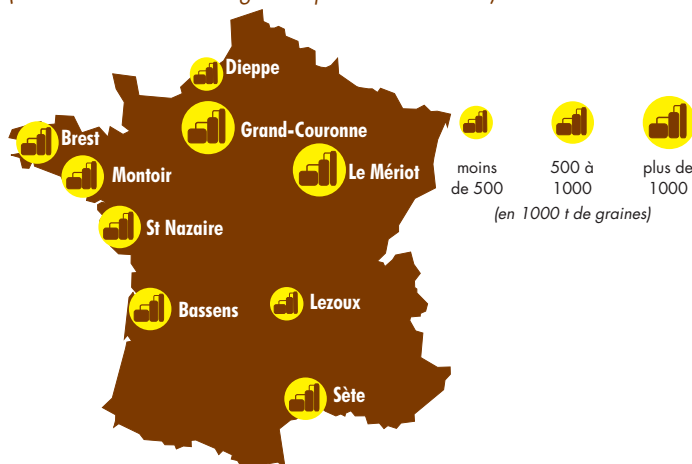 Dieppe
Grand-Couronne
Brest
Le Mériot
Montoir
St Nazaire
Bassens
Lezoux
Sète
moins
de 500
500 à
1000
plus de
1000
(en 1000 t de graines)